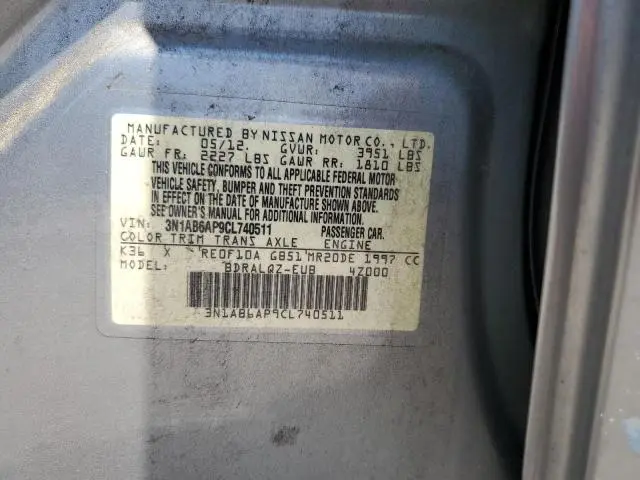 MANUFACTURED BY NISSAN MOTOR CO., LTD.
DATE: 05/12. GVWR: 3951 LBS
GAWR FR: 2227 LBS GAWR RR: 1810 LBS
THIS VEHICLE CONFORMS TO ALL APPLICABLE FEDERAL MOTOR
VEHICLE SAFETY, BUMPER AND THEFT PREVENTION STANDARDS
IN EFFECT ON THE DATE OF MANUFACTURE SHOWN ABOVE.
SEE OWNER'S MANUAL FOR ADDITIONAL INFORMATION.
VIN: 3N1AB6AP9CL740511 PASSENGER CAR.
COLOR TRIM TRANS AXLE ENGINE
K36 X RE0F10A GB51 MR20DE 1997 CC
BDRALQZ-EUB 4Z000
3N1AB6AP9CL740511